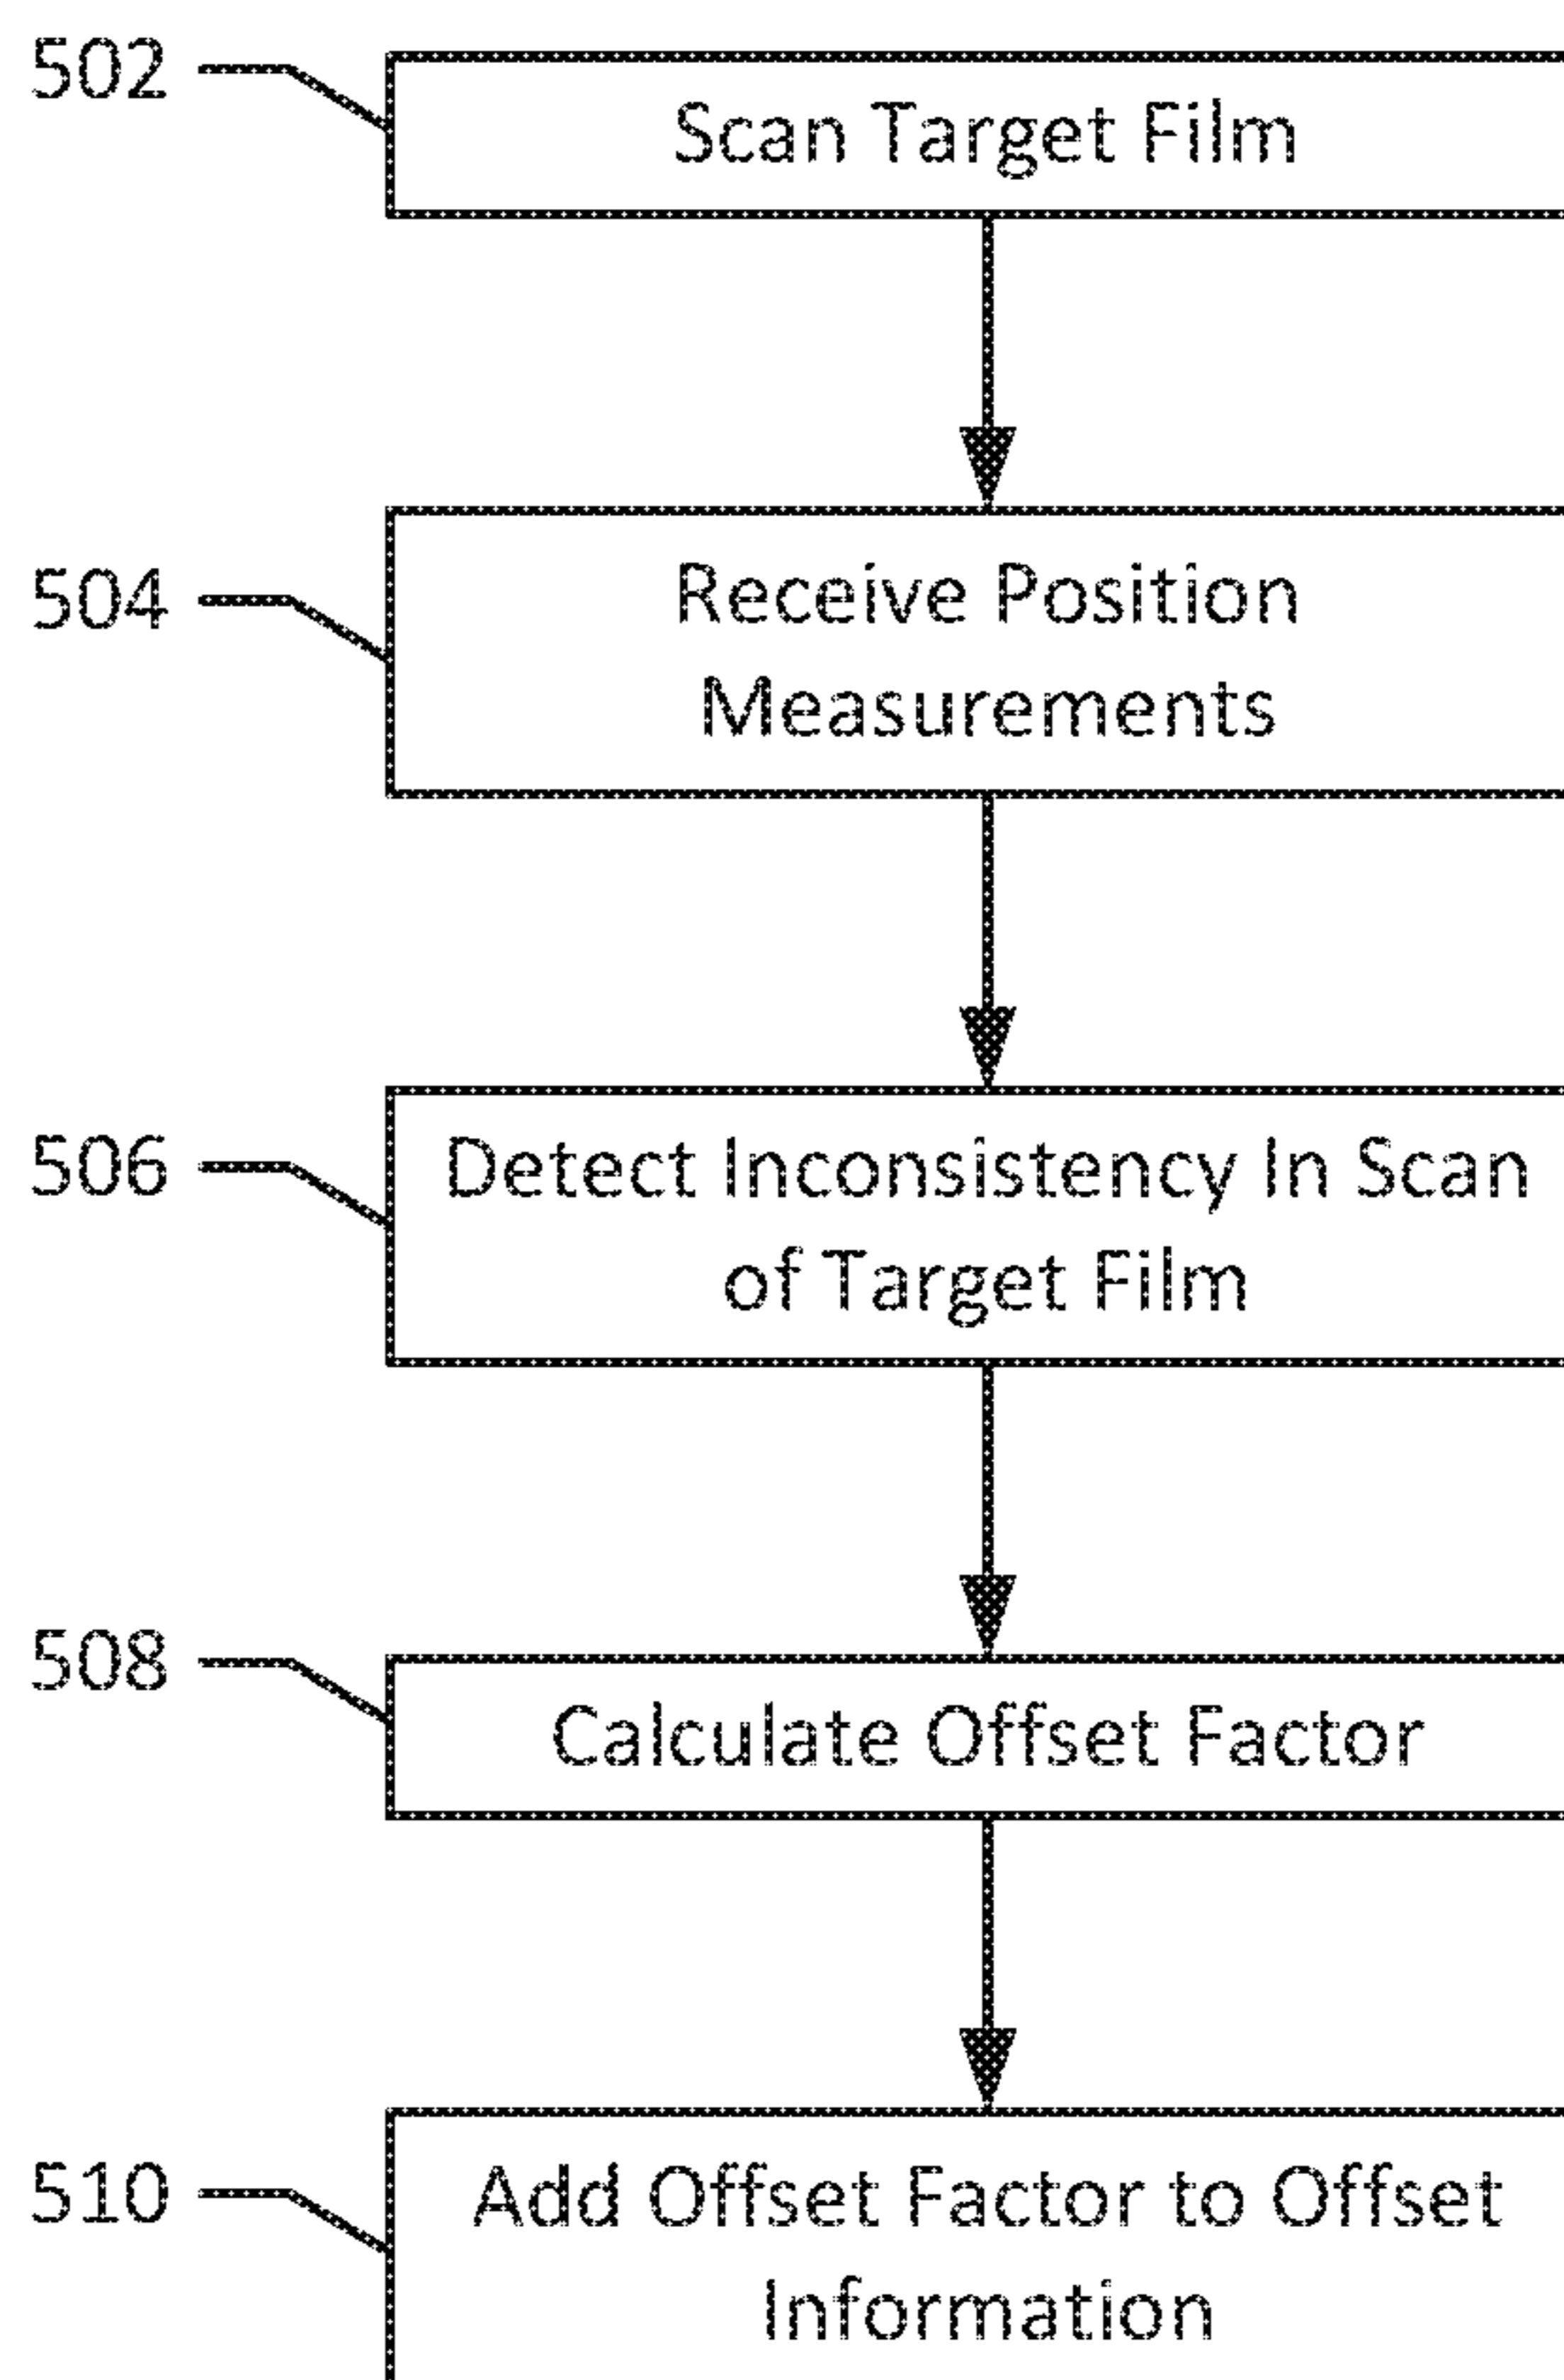 502
Scan Target Film
504
Receive Position
Measurements
506
Detect Inconsistency In Scan
of Target Film
508
Calculate Offset Factor
510
Add Offset Factor to Offset
Information